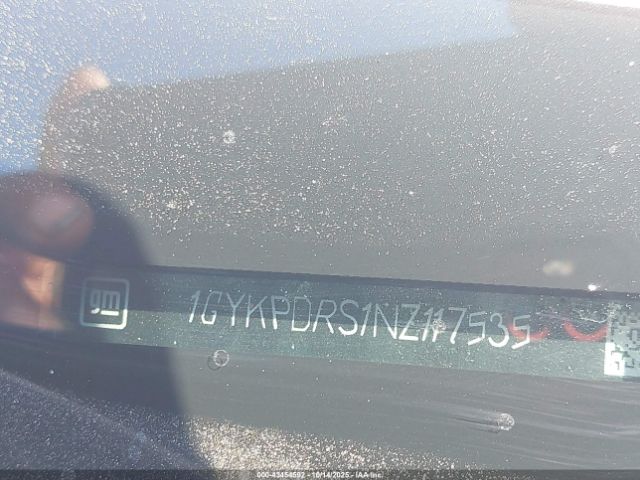 gm 1GYKPDRS1NZ117535
000-43454592 - 10/14/2025 - IAA Inc.